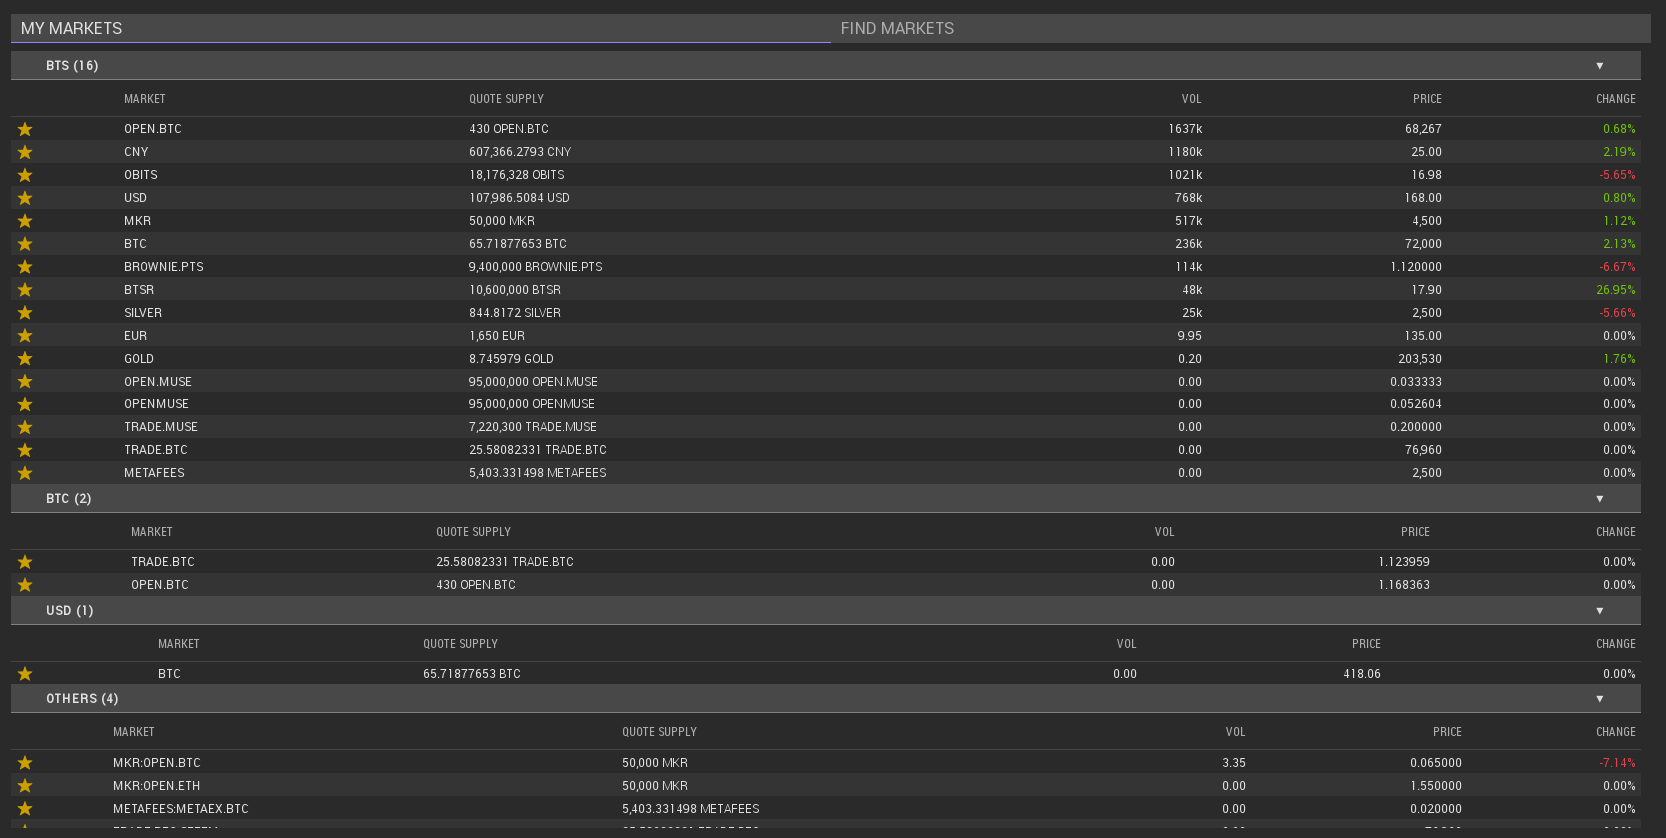 MY MARKETS FIND MARKETS
BTS (16) ▼
MARKET QUOTE SUPPLY VOL PRICE CHANGE
OPEN.BTC 430 OPEN.BTC 1637k 68,267 0.68%
CNY 607,366.2793 CNY 1180k 25.00 2.19%
OBITS 18,176,328 OBITS 1021k 16.98 -5.65%
USD 107,986.5084 USD 768k 168.00 0.80%
MKR 50,000 MKR 517k 4,500 1.12%
BTC 65.71877653 BTC 236k 72,000 2.13%
BROWNIE.PTS 9,400,000 BROWNIE.PTS 114k 1.120000 -6.67%
BTSR 10,600,000 BTSR 48k 17.90 26.95%
SILVER 844.8172 SILVER 25k 2,500 -5.66%
EUR 1,650 EUR 9.95 135.00 0.00%
GOLD 8.745979 GOLD 0.20 203,530 1.76%
OPEN.MUSE 95,000,000 OPEN.MUSE 0.00 0.033333 0.00%
OPENMUSE 95,000,000 OPENMUSE 0.00 0.052604 0.00%
TRADE.MUSE 7,220,300 TRADE.MUSE 0.00 0.200000 0.00%
TRADE.BTC 25.58082331 TRADE.BTC 0.00 76,960 0.00%
METAFEES 5,403.331498 METAFEES 0.00 2,500 0.00%
BTC (2) ▼
MARKET QUOTE SUPPLY VOL PRICE CHANGE
TRADE.BTC 25.58082331 TRADE.BTC 0.00 1.123959 0.00%
OPEN.BTC 430 OPEN.BTC 0.00 1.168363 0.00%
USD (1) ▼
MARKET QUOTE SUPPLY VOL PRICE CHANGE
BTC 65.71877653 BTC 0.00 418.06 0.00%
OTHERS (4) ▼
MARKET QUOTE SUPPLY VOL PRICE CHANGE
MKR:OPEN.BTC 50,000 MKR 3.35 0.065000 -7.14%
MKR:OPEN.ETH 50,000 MKR 0.00 1.550000 0.00%
METAFEES:METAEX.BTC 5,403.331498 METAFEES 0.00 0.020000 0.00%